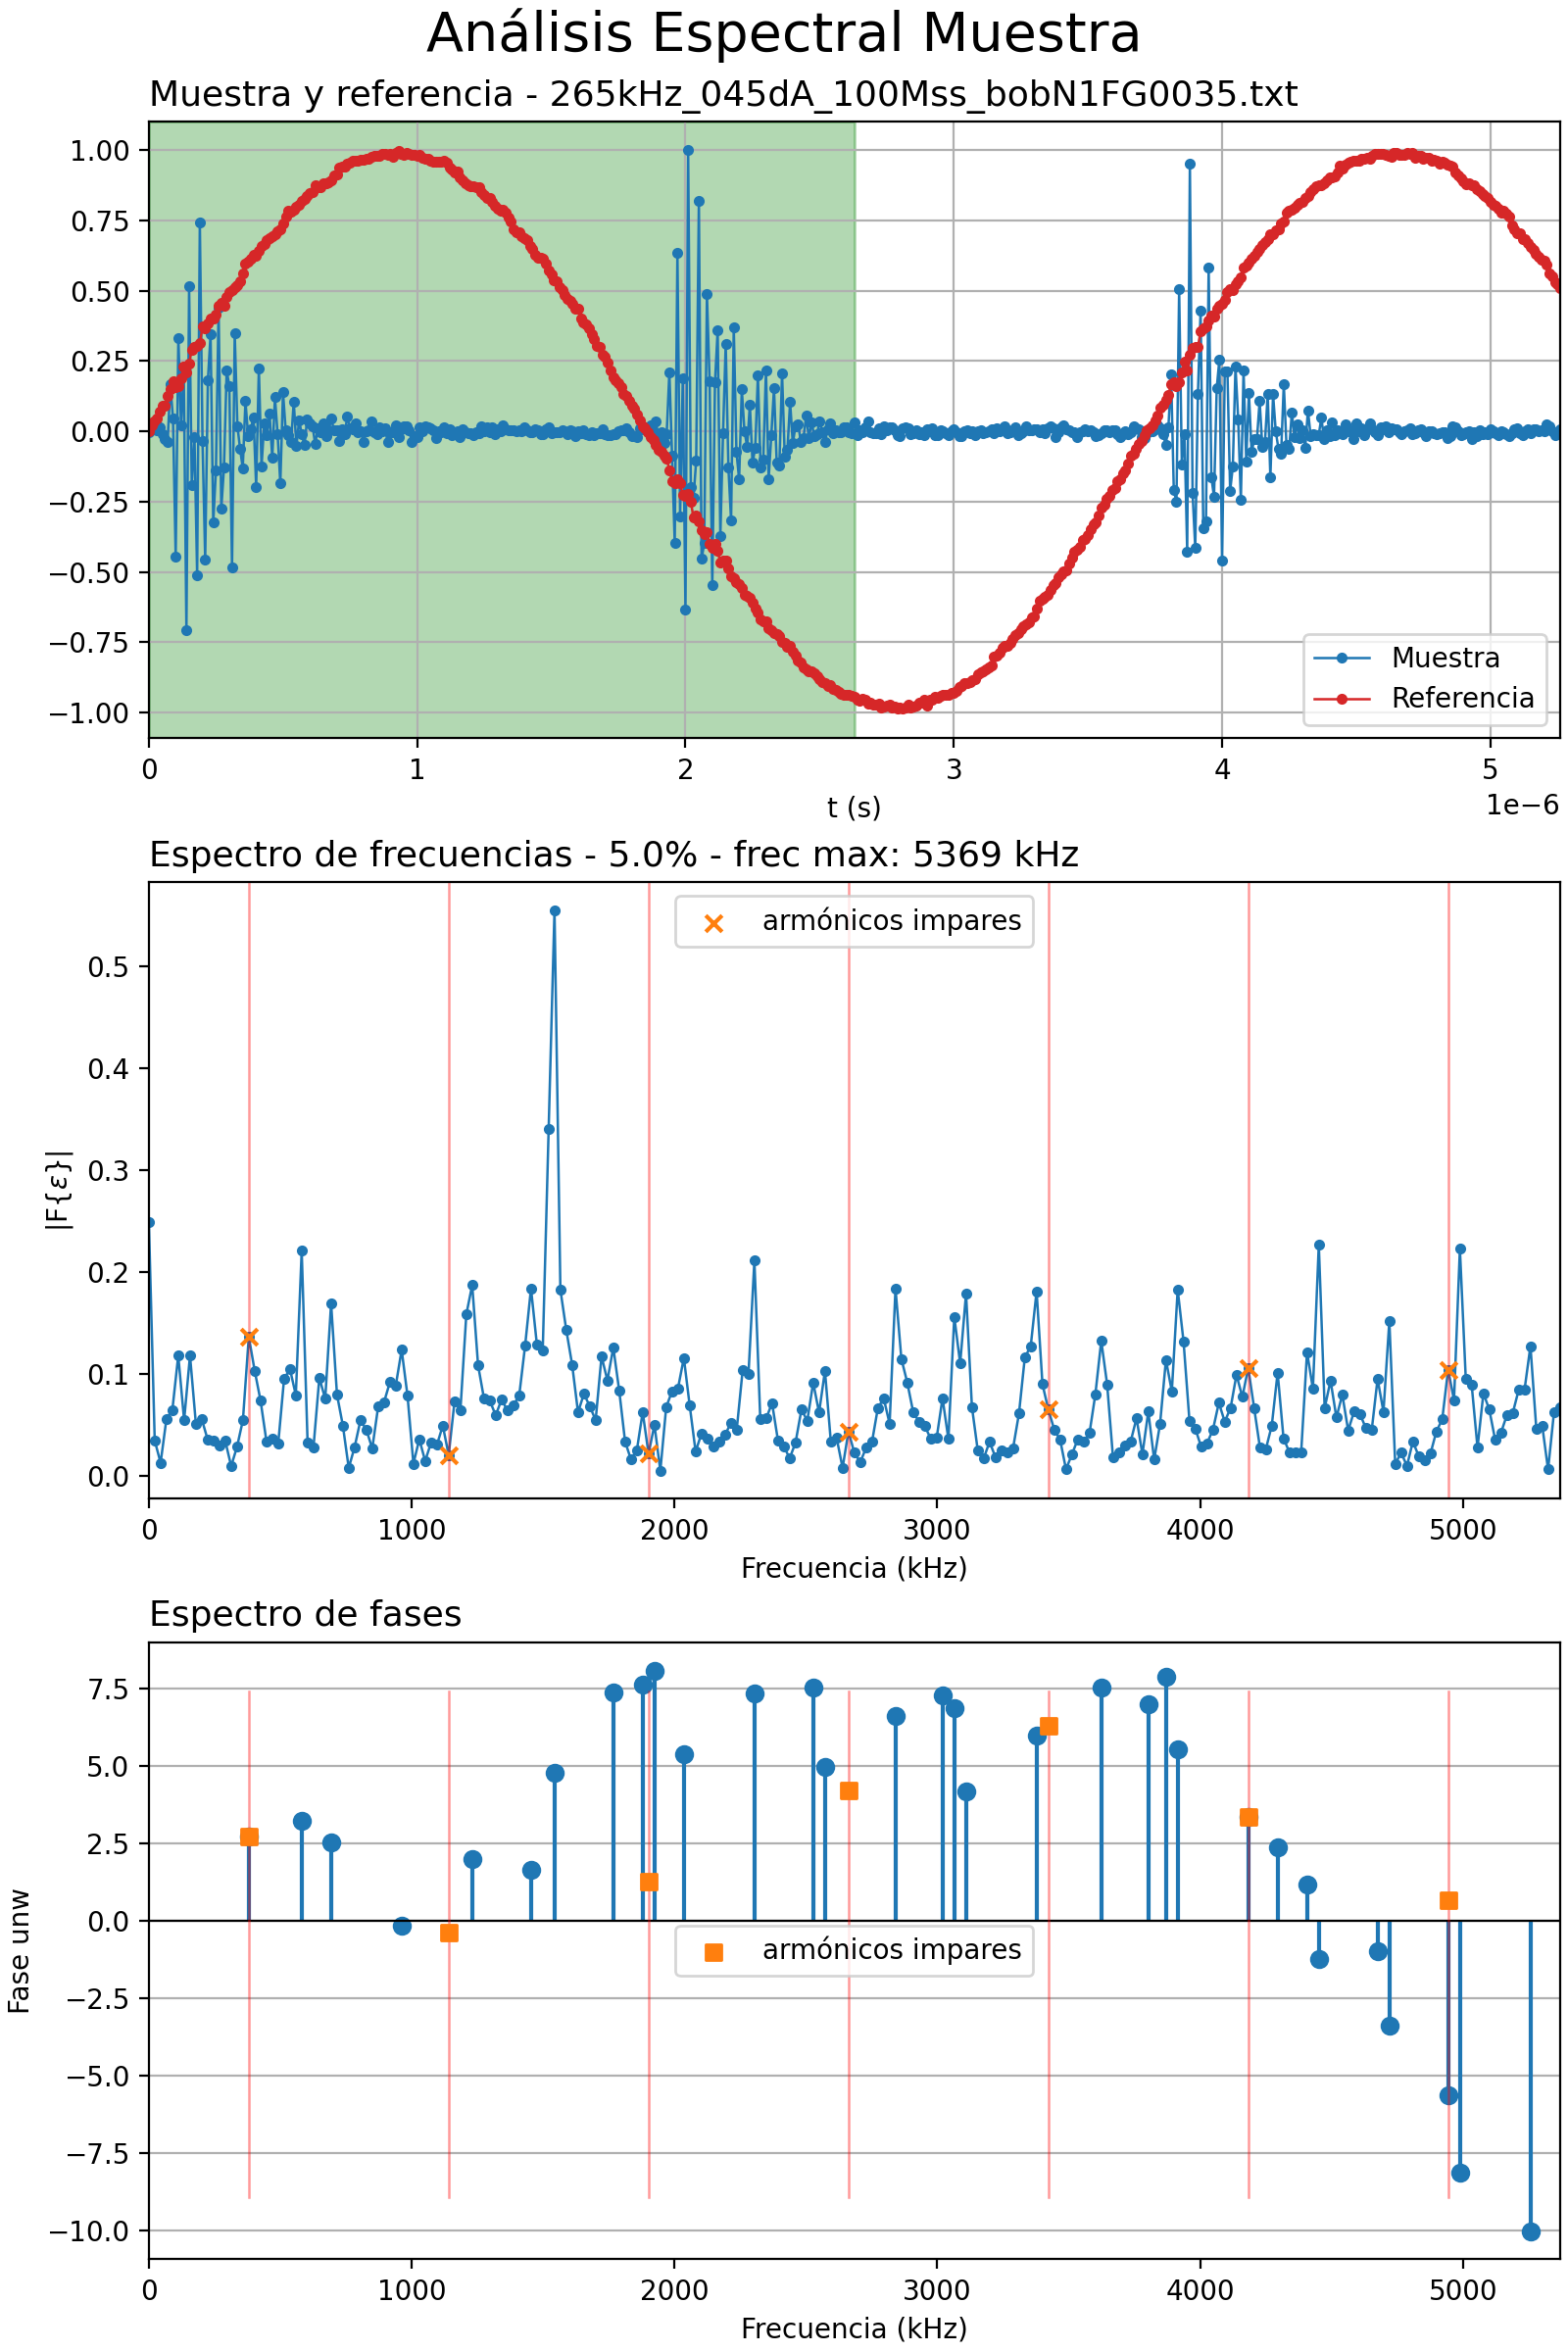 Análisis Espectral Muestra
Muestra y referencia - 265kHz_045dA_100Mss_bobN1FG0035.txt
1.00
0.75
0.50
0.25
0.00
−0.25
−0.50
−0.75
−1.00
Muestra
Referencia
0 1 2 3 4 5
t (s)
1e−6
Espectro de frecuencias - 5.0% - frec max: 5369 kHz
armónicos impares
0.5
0.4
0.3
0.2
0.1
0.0
|F{ε}|
0 1000 2000 3000 4000 5000
Frecuencia (kHz)
Espectro de fases
7.5
5.0
2.5
0.0
−2.5
−5.0
−7.5
−10.0
Fase unw
armónicos impares
0 1000 2000 3000 4000 5000
Frecuencia (kHz)